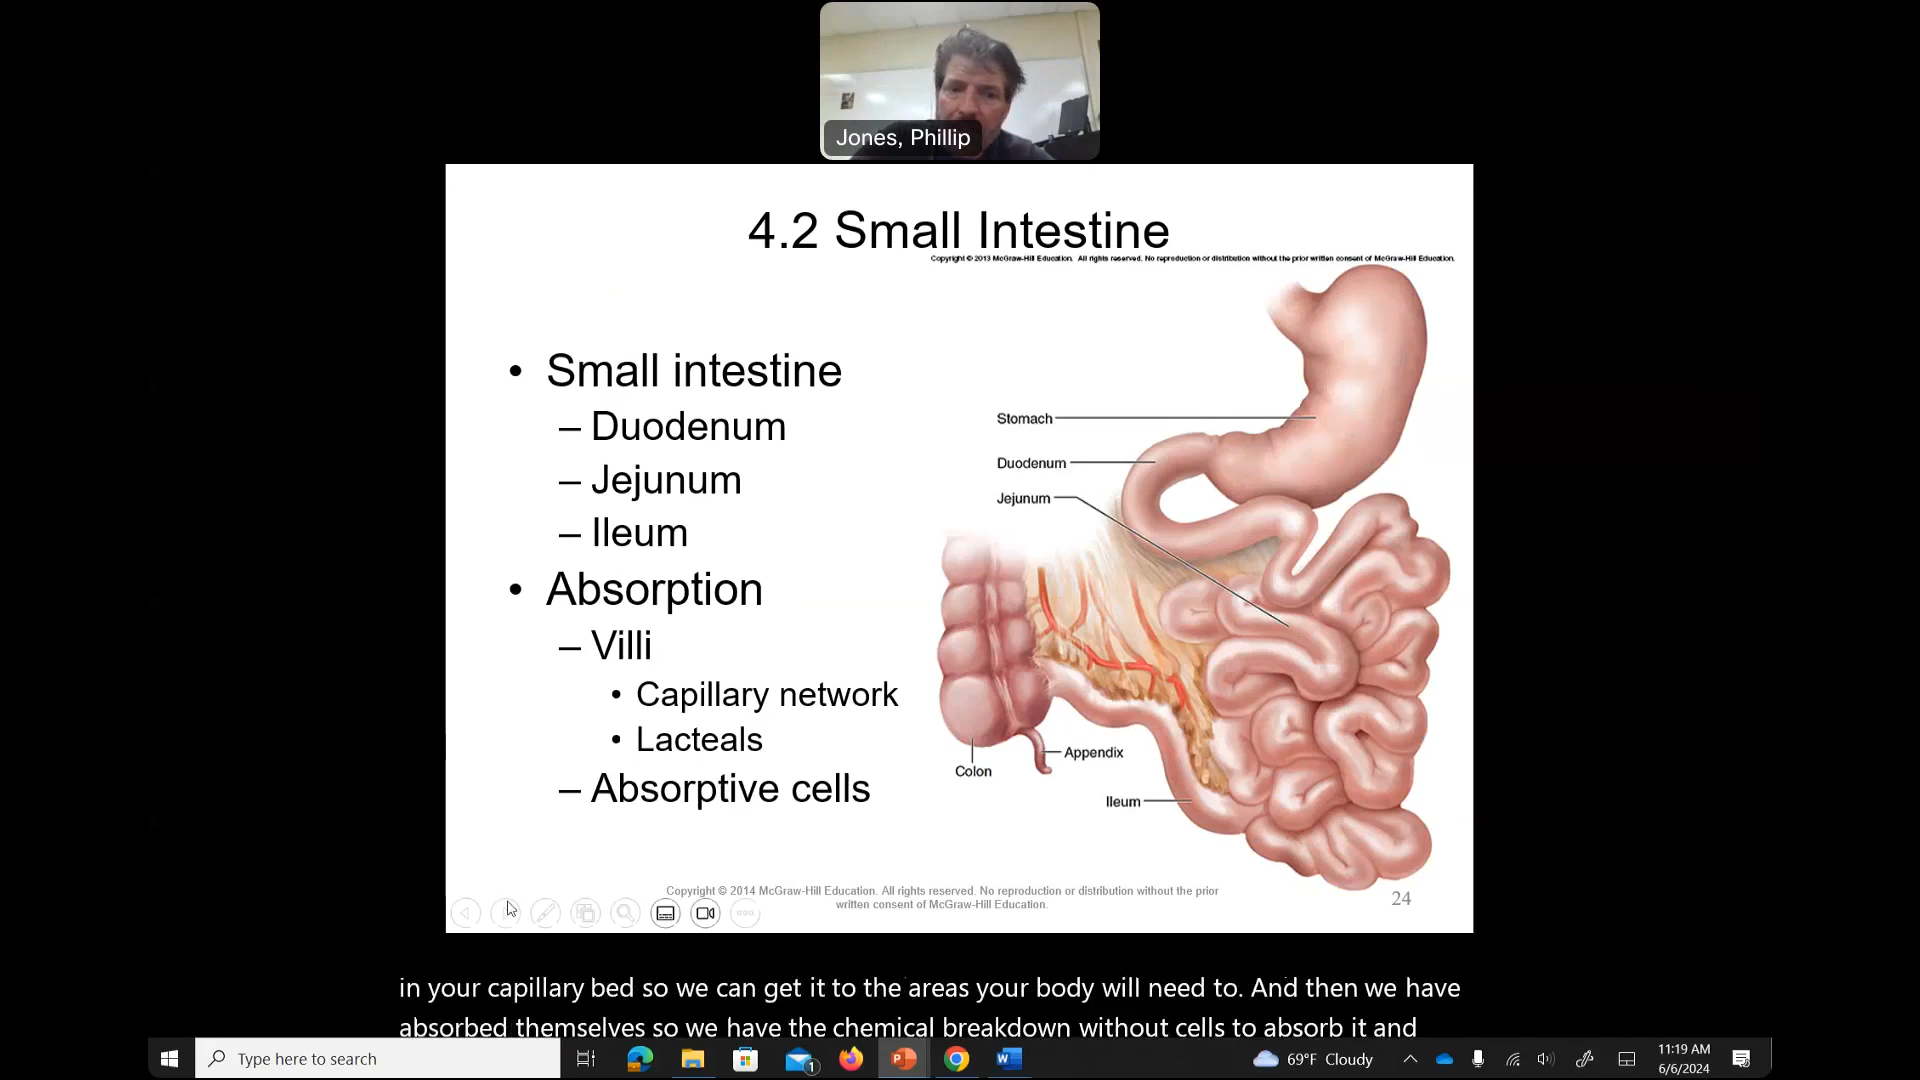 Jones, Phillip
4.2 Small Intestine
Copyright © 2013 McGraw-Hill Education. All rights reserved. No reproduction or distribution without the prior written consent of McGraw-Hill Education.
• Small intestine
– Duodenum
– Jejunum
– Ileum
• Absorption
– Villi
• Capillary network
• Lacteals
– Absorptive cells
Stomach
Duodenum
Jejunum
Appendix
Colon
Ileum
Copyright © 2014 McGraw-Hill Education. All rights reserved. No reproduction or distribution without the prior
written consent of McGraw-Hill Education.
24
in your capillary bed so we can get it to the areas your body will need to. And then we have
absorbed themselves so we have the chemical breakdown without cells to absorb it and
Type here to search
1
69°F Cloudy
11:19 AM
6/6/2024